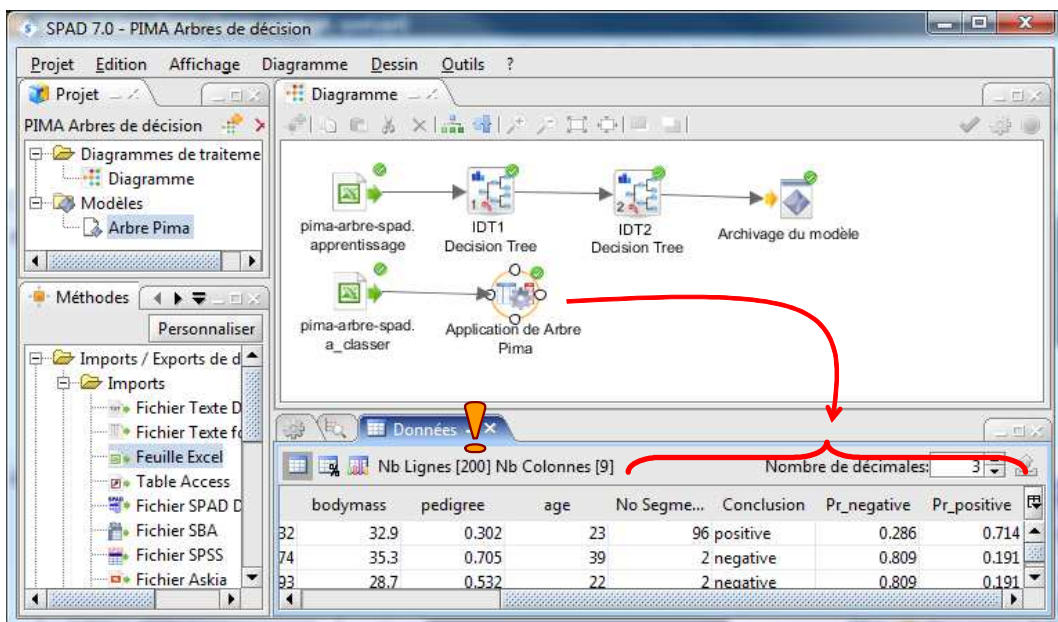 SPAD 7.0 - PIMA Arbres de décision
Projet Edition Affichage Diagramme Dessin Outils ?
Projet
PIMA Arbres de décision
Diagrammes de traiteme
Diagramme
Modèles
Arbre Pima
Méthodes
Personnaliser
Imports / Exports de d
Imports
Fichier Texte D
Fichier Texte fo
Feuille Excel
Table Access
Fichier SPAD D
Fichier SBA
Fichier SPSS
Fichier Askia
Diagramme
pima-arbre-spad.
apprentissage
1
IDT1
Decision Tree
2
IDT2
Decision Tree
Archivage du modèle
pima-arbre-spad.
a_classer
Application de Arbre
Pima
Données
Nb Lignes [200] Nb Colonnes [9] Nombre de décimales: 3
bodymass pedigree age No Segme... Conclusion Pr_negative Pr_positive
32 32.9 0.302 23 96 positive 0.286 0.714
74 35.3 0.705 39 2 negative 0.809 0.191
93 28.7 0.532 22 2 negative 0.809 0.191